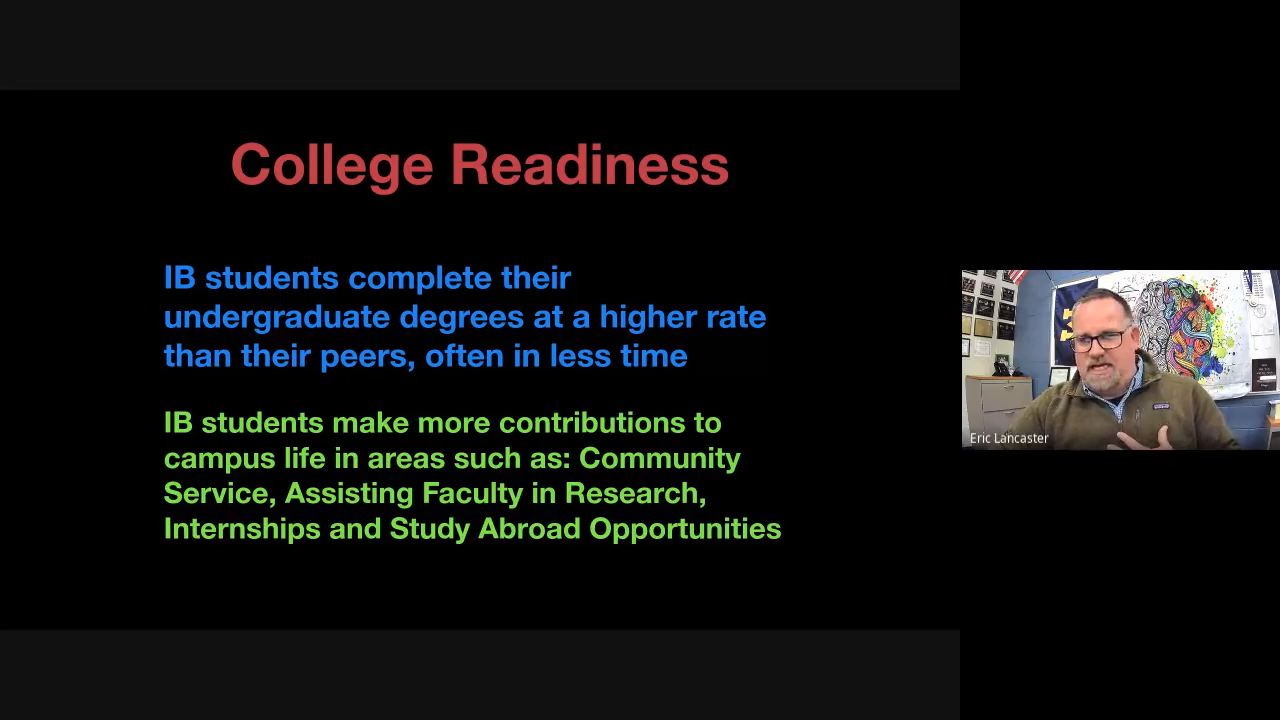 College Readiness
IB students complete their
undergraduate degrees at a higher rate
than their peers, often in less time
IB students make more contributions to
campus life in areas such as: Community
Service, Assisting Faculty in Research,
Internships and Study Abroad Opportunities
Eric Lancaster